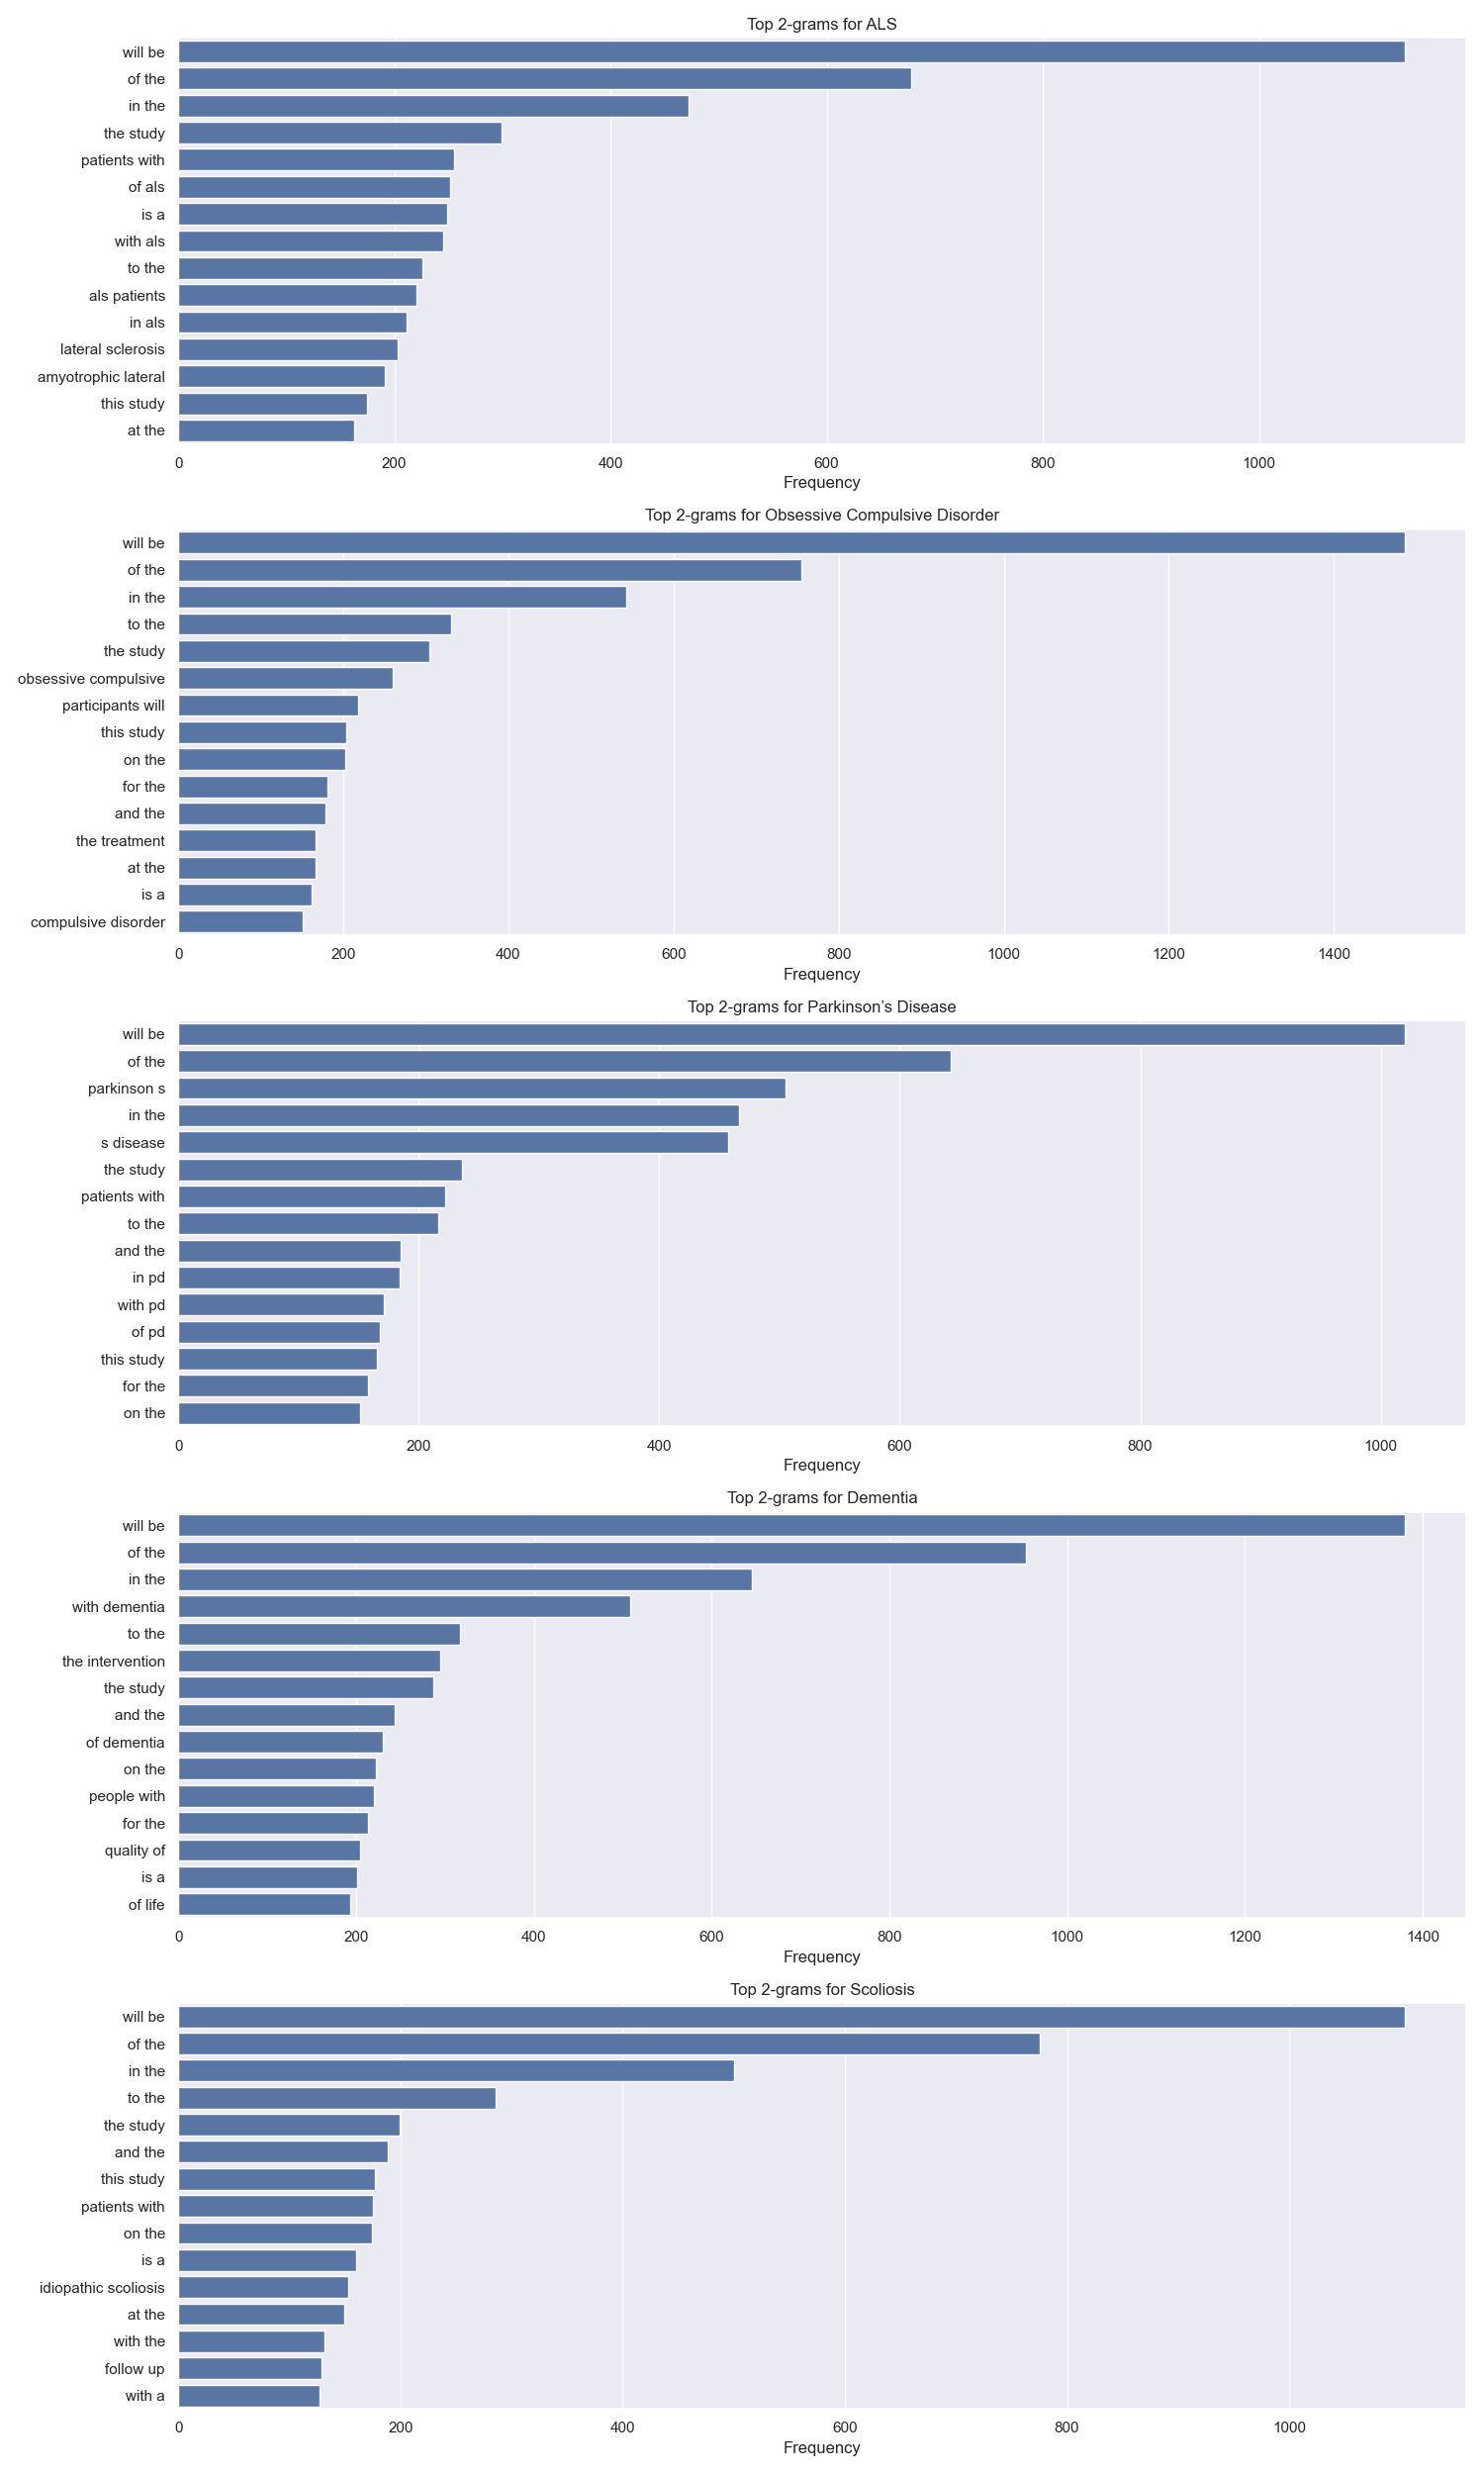 Top 2-grams for ALS
will be
of the
in the
the study
patients with
of als
is a
with als
to the
als patients
in als
lateral sclerosis
amyotrophic lateral
this study
at the
0 200 400 600 800 1000
Frequency
Top 2-grams for Obsessive Compulsive Disorder
will be
of the
in the
to the
the study
obsessive compulsive
participants will
this study
on the
for the
and the
the treatment
at the
is a
compulsive disorder
0 200 400 600 800 1000 1200 1400
Frequency
Top 2-grams for Parkinson’s Disease
will be
of the
parkinson s
in the
s disease
the study
patients with
to the
and the
in pd
with pd
of pd
this study
for the
on the
0 200 400 600 800 1000
Frequency
Top 2-grams for Dementia
will be
of the
in the
with dementia
to the
the intervention
the study
and the
of dementia
on the
people with
for the
quality of
is a
of life
0 200 400 600 800 1000 1200 1400
Frequency
Top 2-grams for Scoliosis
will be
of the
in the
to the
the study
and the
this study
patients with
on the
is a
idiopathic scoliosis
at the
with the
follow up
with a
0 200 400 600 800 1000
Frequency